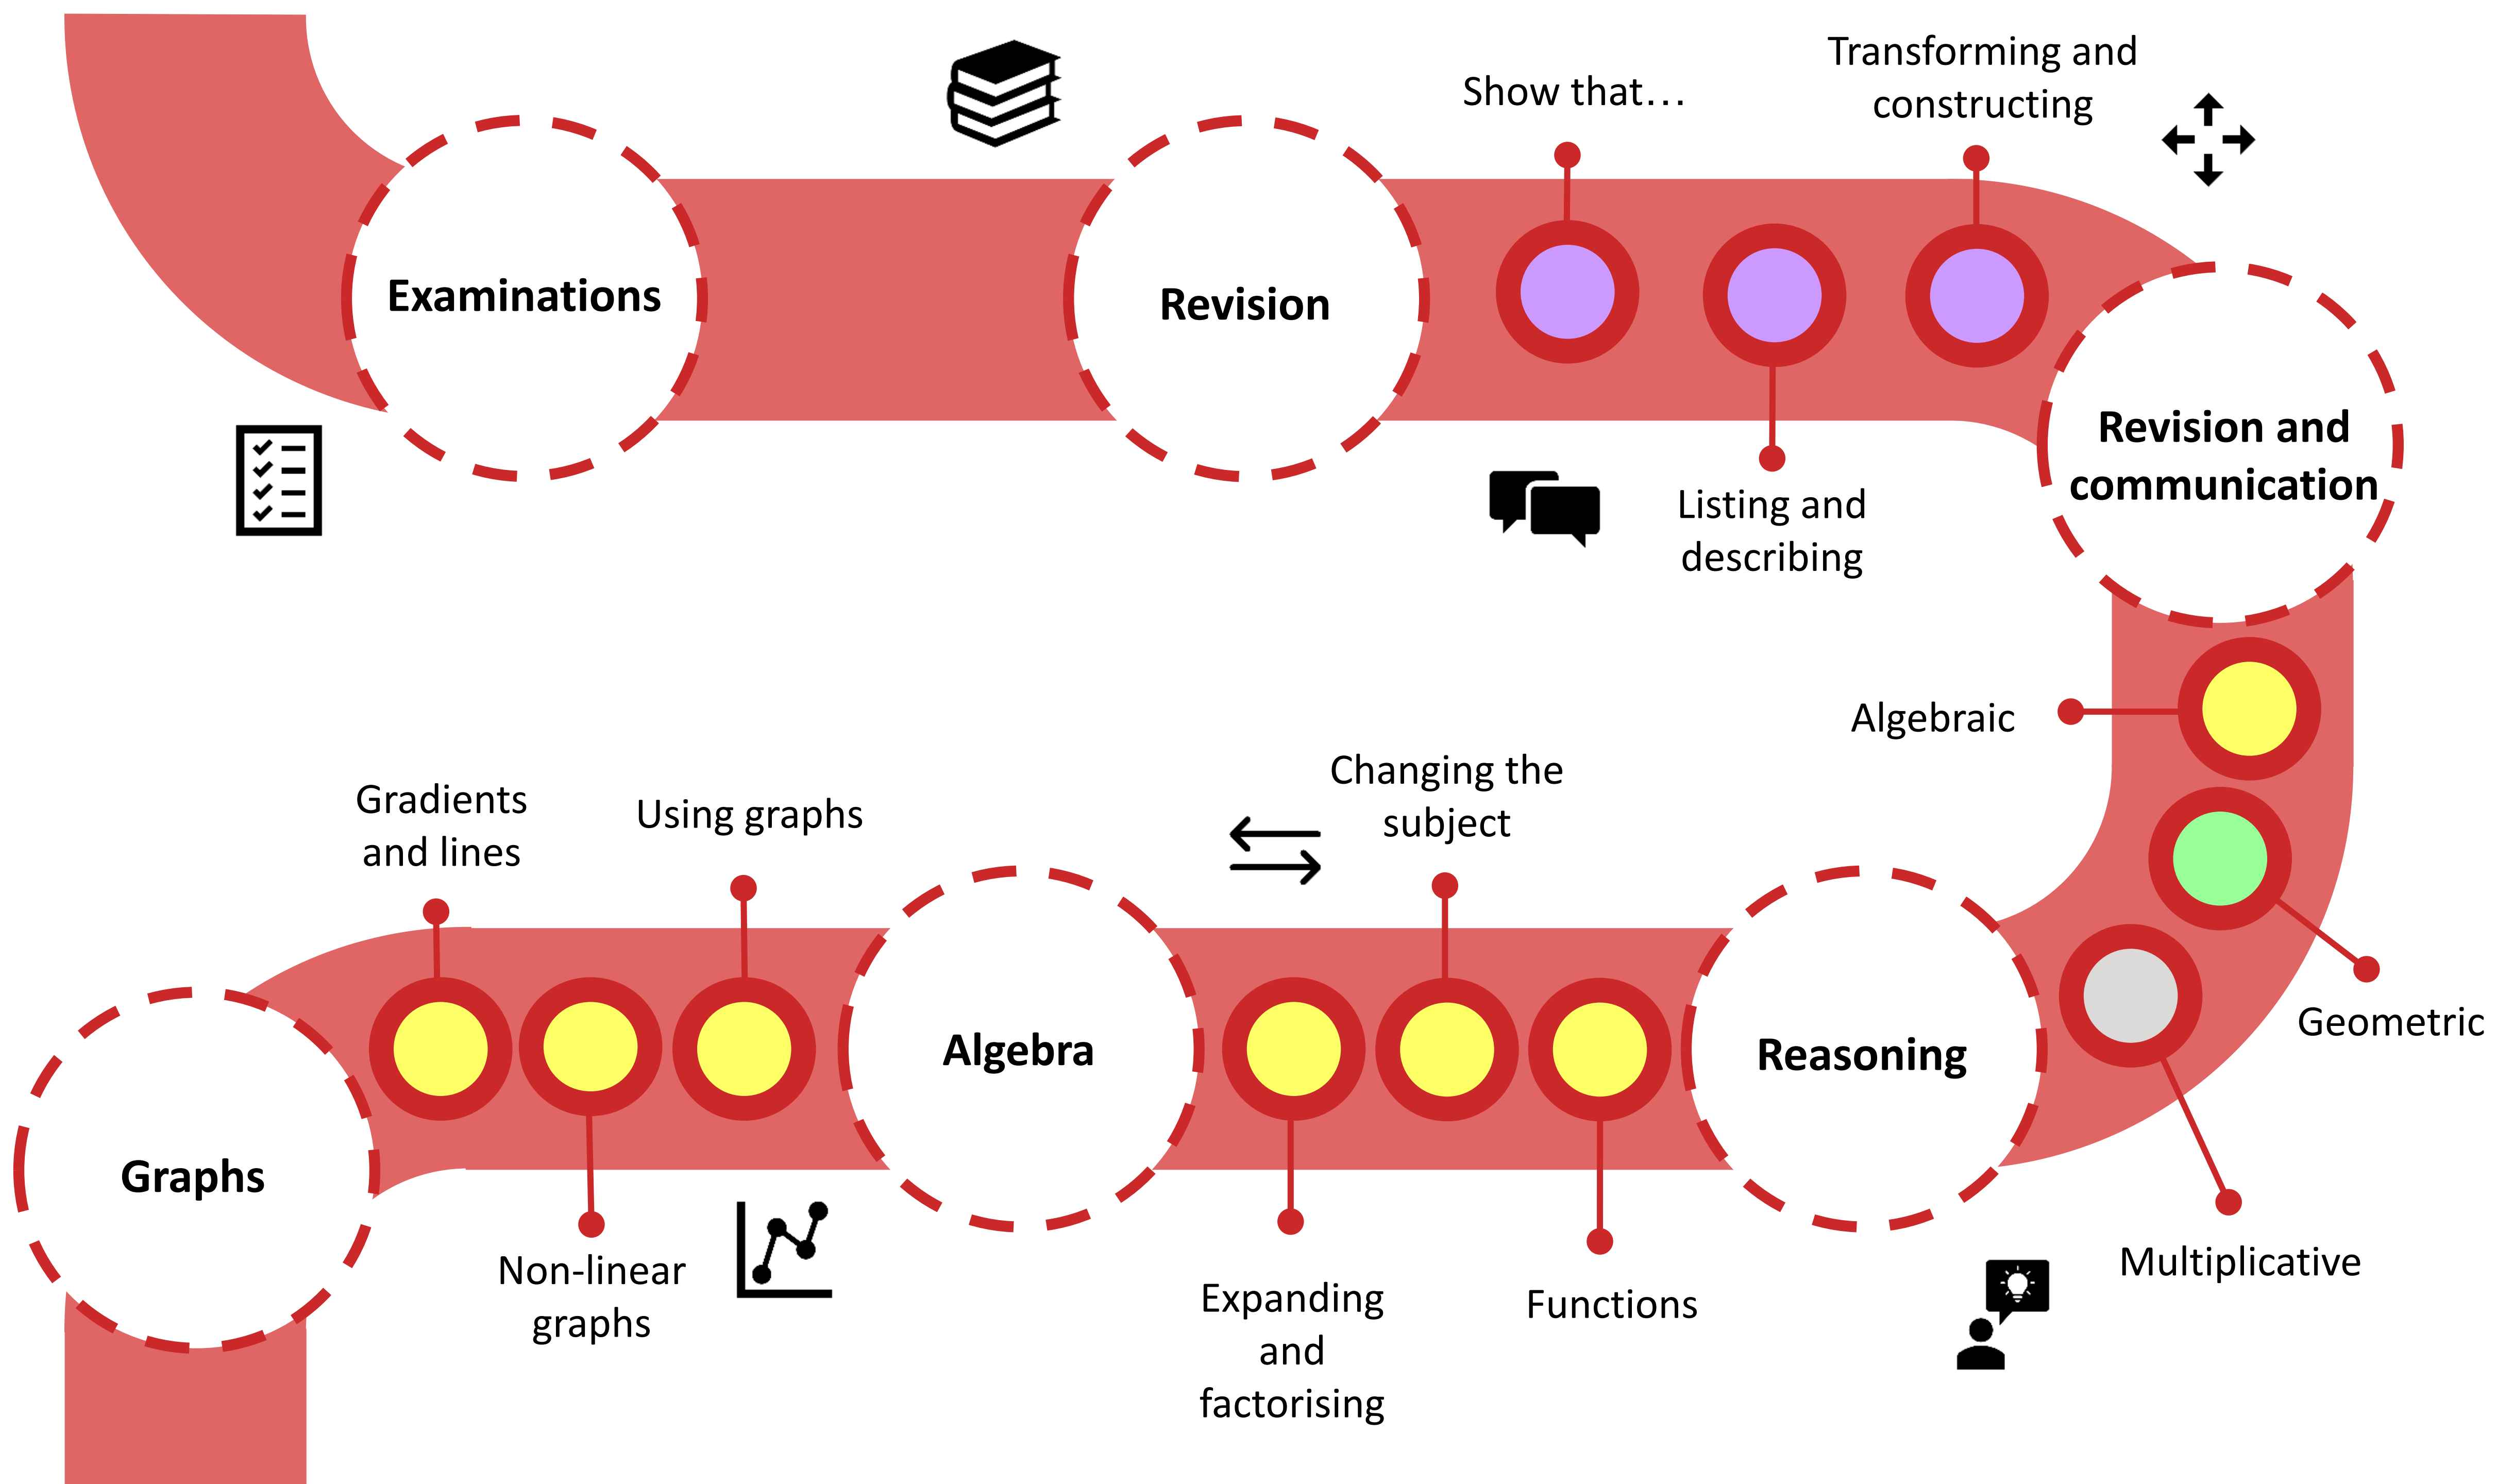 Transforming and
constructing
Show that…
Examinations
Revision
Revision and
communication
Listing and
describing
Algebraic
Changing the
subject
Gradients
and lines
Using graphs
Geometric
Algebra
Reasoning
Graphs
Non-linear
graphs
Expanding
and
factorising
Functions
Multiplicative